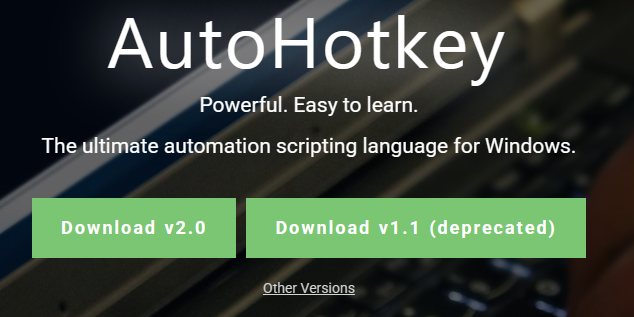 AutoHotkey
Powerful. Easy to learn.
The ultimate automation scripting language for Windows.
Download v2.0
Download v1.1 (deprecated)
Other Versions